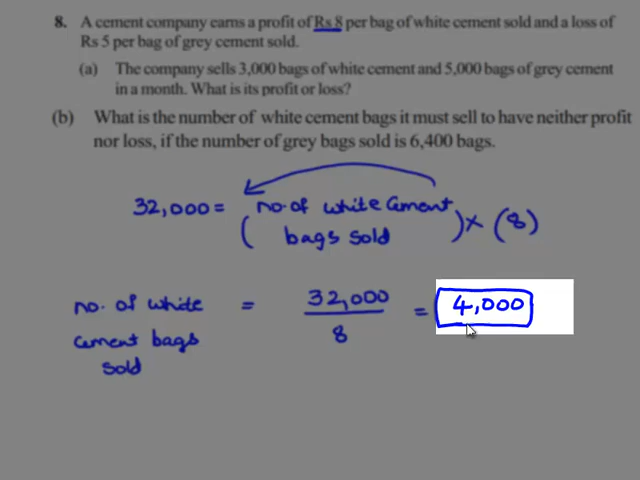 8. A cement company earns a profit of Rs 8 per bag of white cement sold and a loss of
Rs 5 per bag of grey cement sold.
(a) The company sells 3,000 bags of white cement and 5,000 bags of grey cement
in a month. What is its profit or loss?
(b) What is the number of white cement bags it must sell to have neither profit
nor loss, if the number of grey bags sold is 6,400 bags.
32,000 = (no. of white cement bags sold) × (8)
no. of white cement bags sold = 32,000 / 8 = 4,000